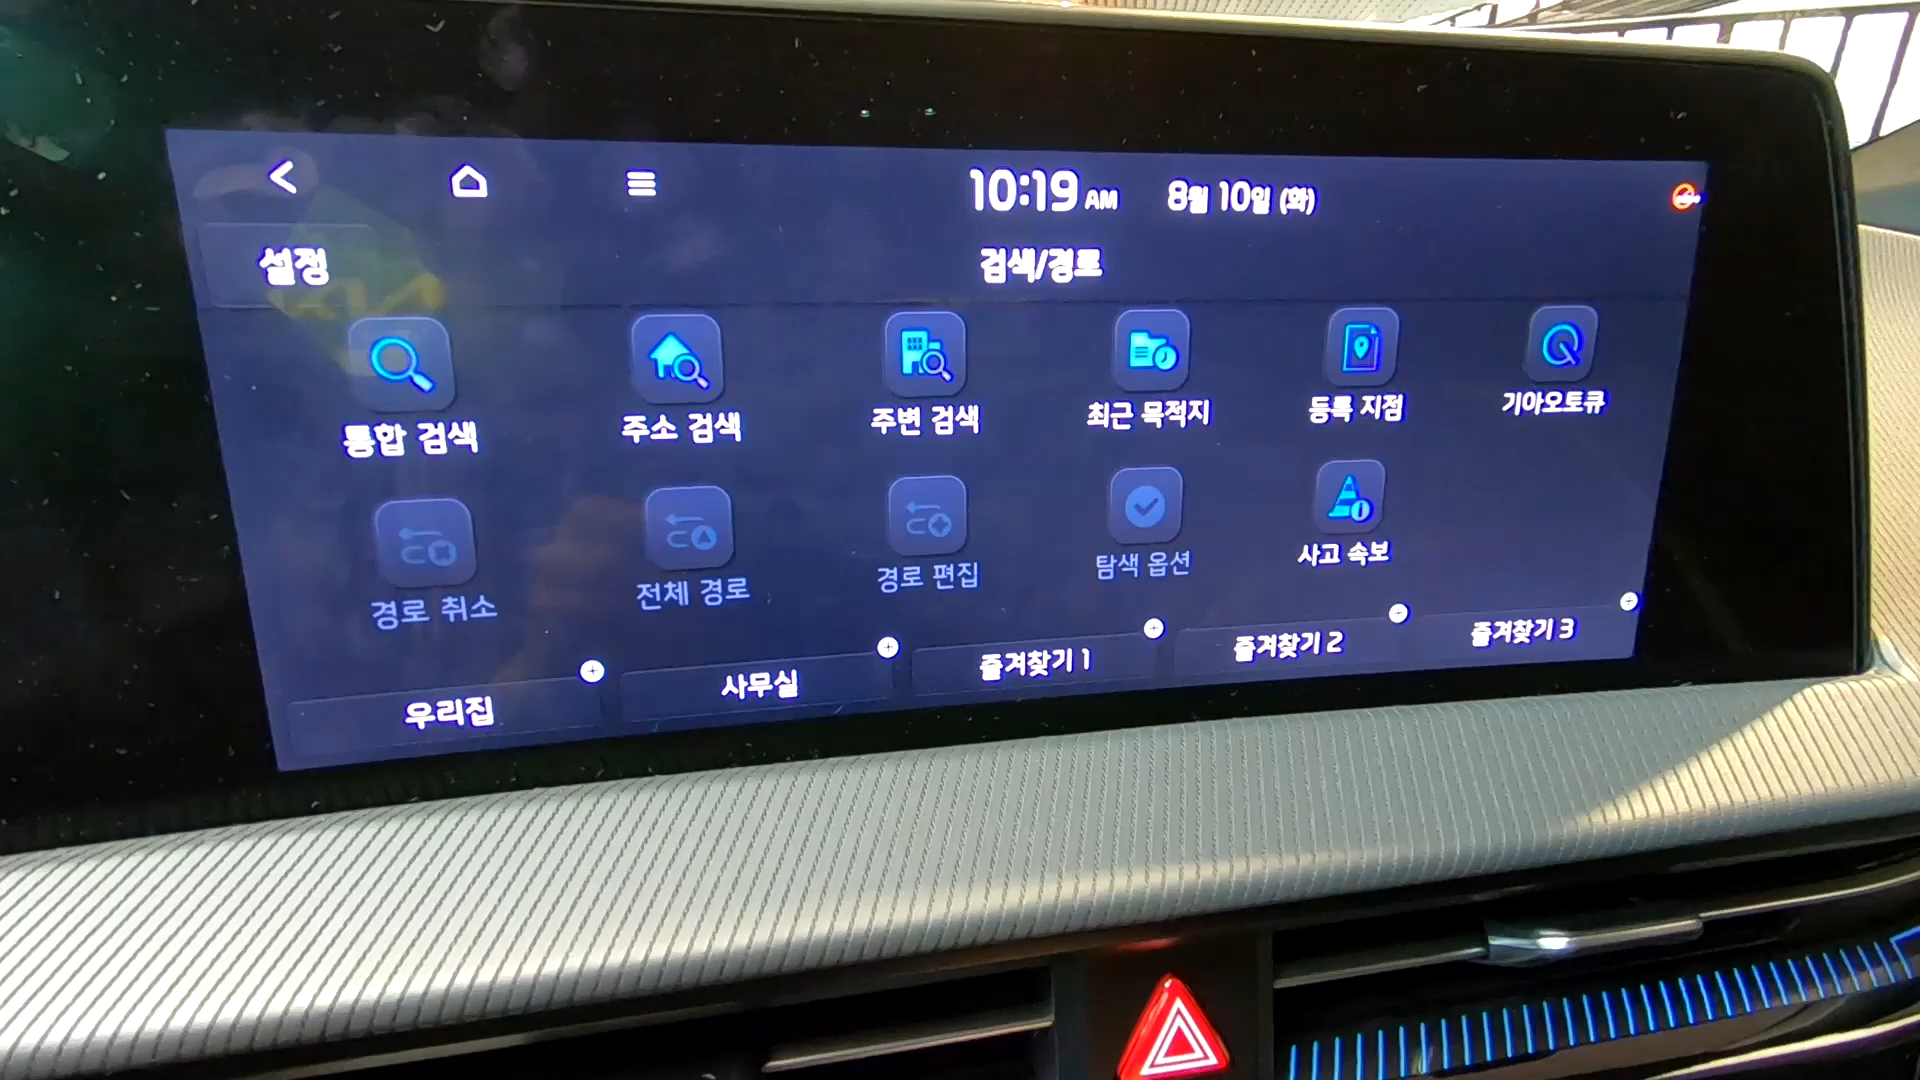 10:19 AM 8월 10일 (화)
설정
검색/경로
통합 검색
주소 검색
주변 검색
최근 목적지
등록 지점
기아오토큐
경로 취소
전체 경로
경로 편집
탐색 옵션
사고 속보
우리집
사무실
즐겨찾기 1
즐겨찾기 2
즐겨찾기 3